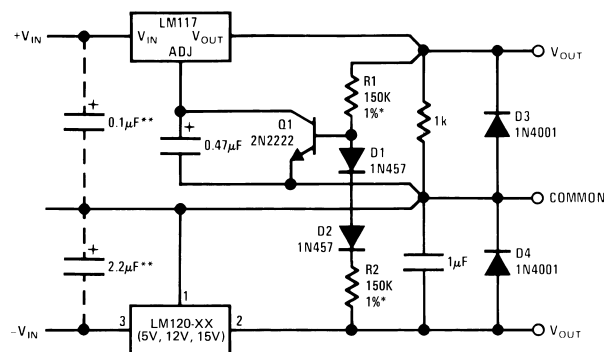 LM117
+VIN
VIN VOUT
ADJ
VOUT
R1
150K
1%*
1k
D3
1N4001
0.1µF**
+
Q1
2N2222
+
0.47µF
D1
1N457
COMMON
D2
1N457
D4
1N4001
+
2.2µF**
R2
150K
1%*
1µF
1
-VIN
3
LM120-XX
(5V, 12V, 15V)
2
VOUT